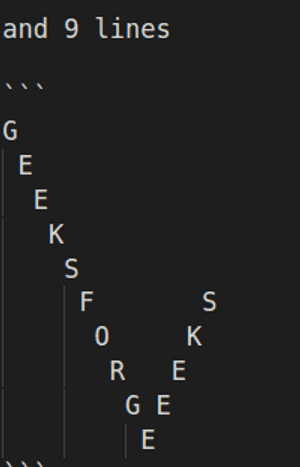 and 9 lines
```
G
 E
  E
   K
    S
     F       S
      O     K
       R   E
        G E
         E
```